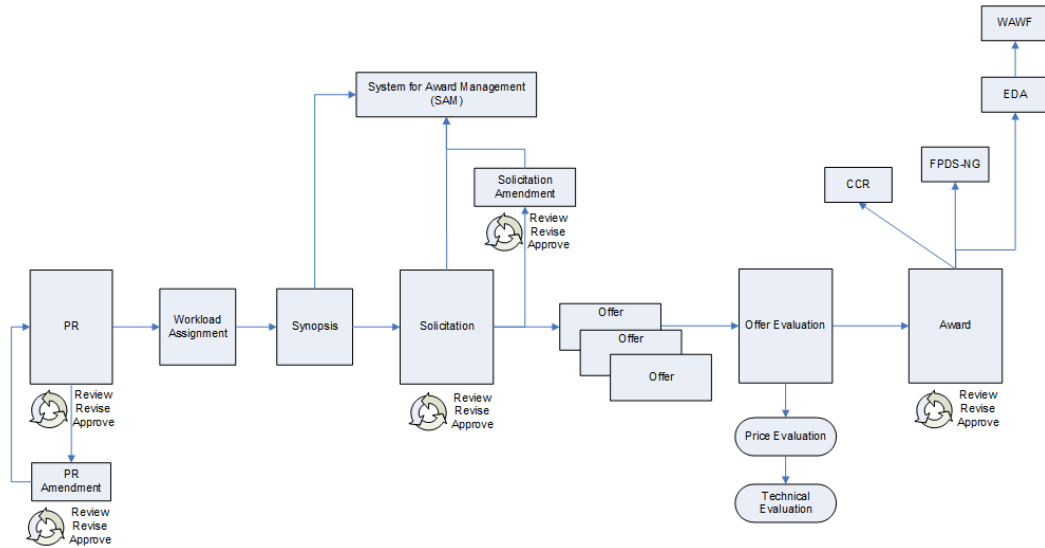 WAWF
System for Award Management
(SAM)
EDA
FPDS-NG
CCR
Solicitation
Amendment
Review
Revise
Approve
PR
Workload
Assignment
Synopsis
Solicitation
Offer
Offer
Offer
Offer Evaluation
Award
Review
Revise
Approve
Review
Revise
Approve
Review
Revise
Approve
Price Evaluation
PR
Amendment
Technical
Evaluation
Review
Revise
Approve